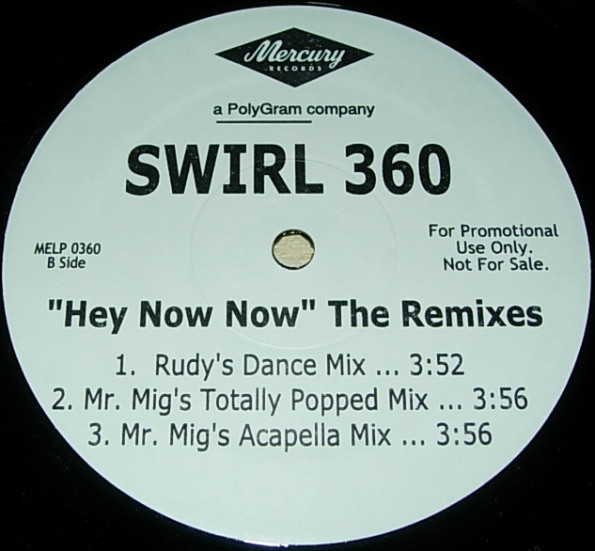 Mercury
RECORDS
a PolyGram company
SWIRL 360
MELP 0360
B Side
For Promotional
Use Only.
Not For Sale.
"Hey Now Now" The Remixes
1. Rudy's Dance Mix ... 3:52
2. Mr. Mig's Totally Popped Mix ... 3:56
3. Mr. Mig's Acapella Mix ... 3:56